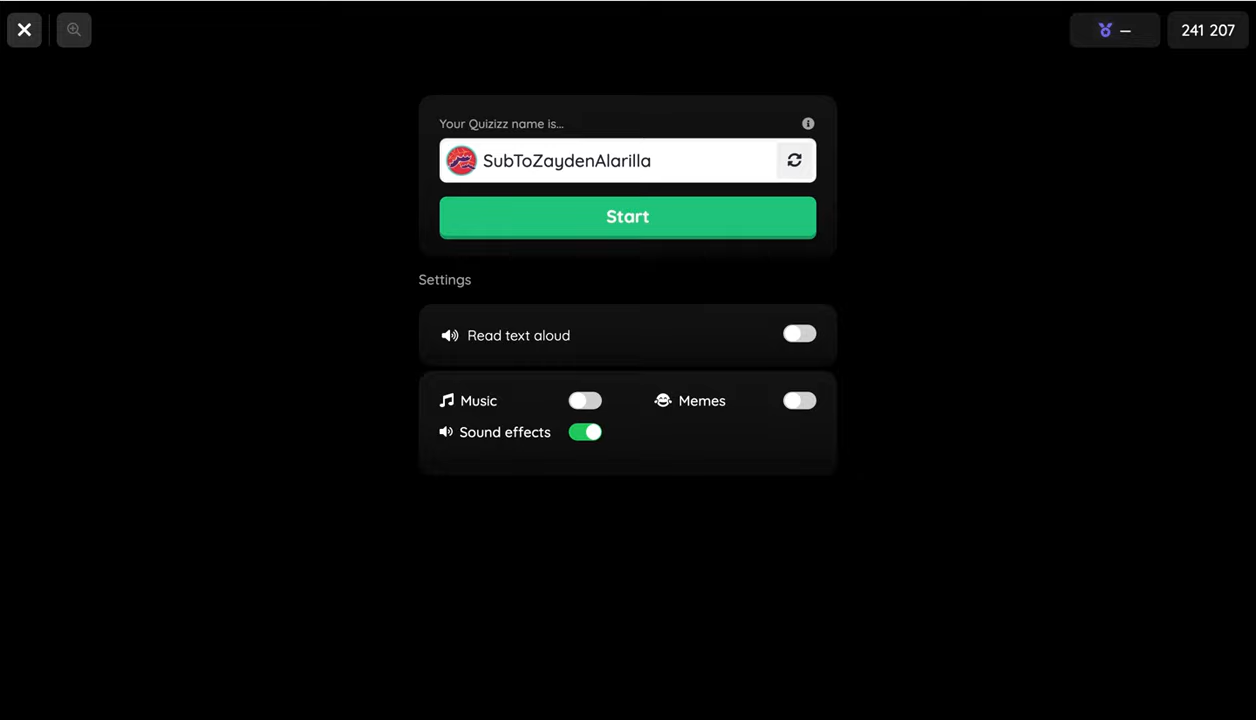 – 241 207
Your Quizizz name is...
SubToZaydenAlarilla
Start
Settings
Read text aloud
Music Memes
Sound effects